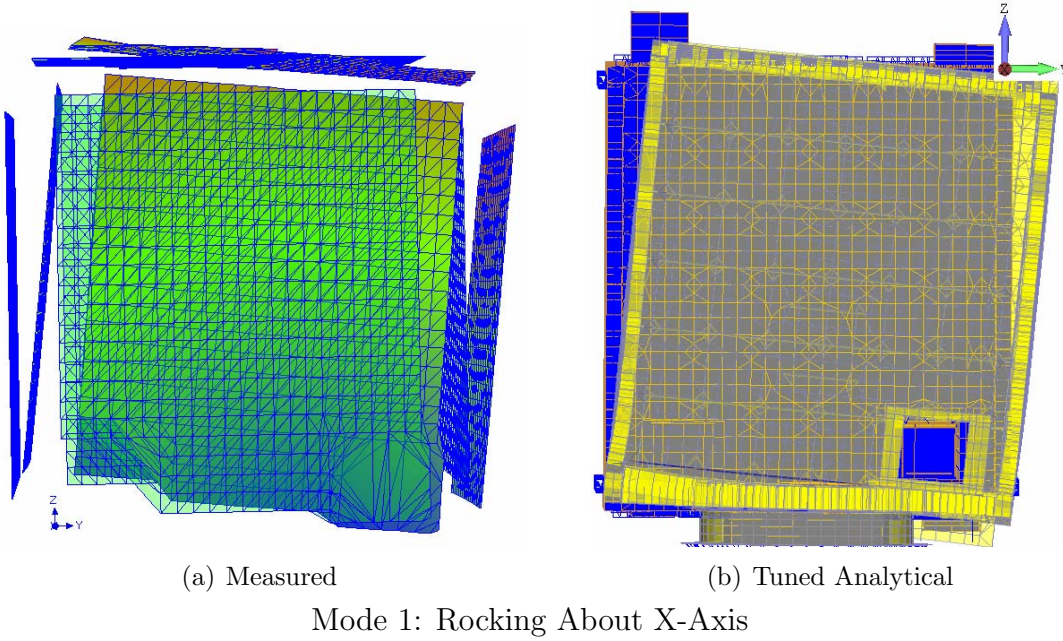 Z
Y
Z
(a) Measured
(b) Tuned Analytical
Mode 1: Rocking About X-Axis